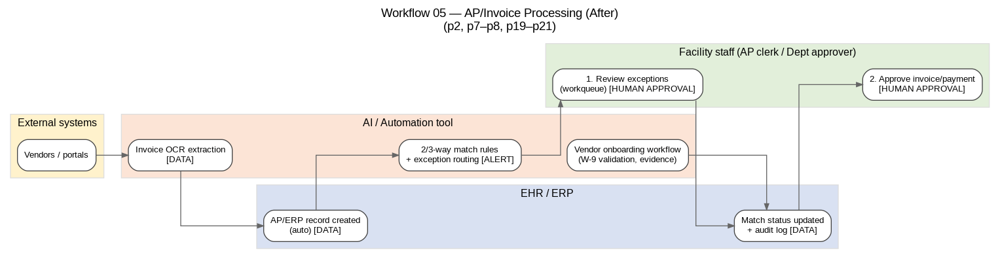 Workflow 05 — AP/Invoice Processing (After)
(p2, p7–p8, p19–p21)
Facility staff (AP clerk / Dept approver)
1. Review exceptions
(workqueue) [HUMAN APPROVAL]
2. Approve invoice/payment
[HUMAN APPROVAL]
External systems
Vendors / portals
AI / Automation tool
Invoice OCR extraction
[DATA]
2/3-way match rules
+ exception routing [ALERT]
Vendor onboarding workflow
(W-9 validation, evidence)
EHR / ERP
AP/ERP record created
(auto) [DATA]
Match status updated
+ audit log [DATA]